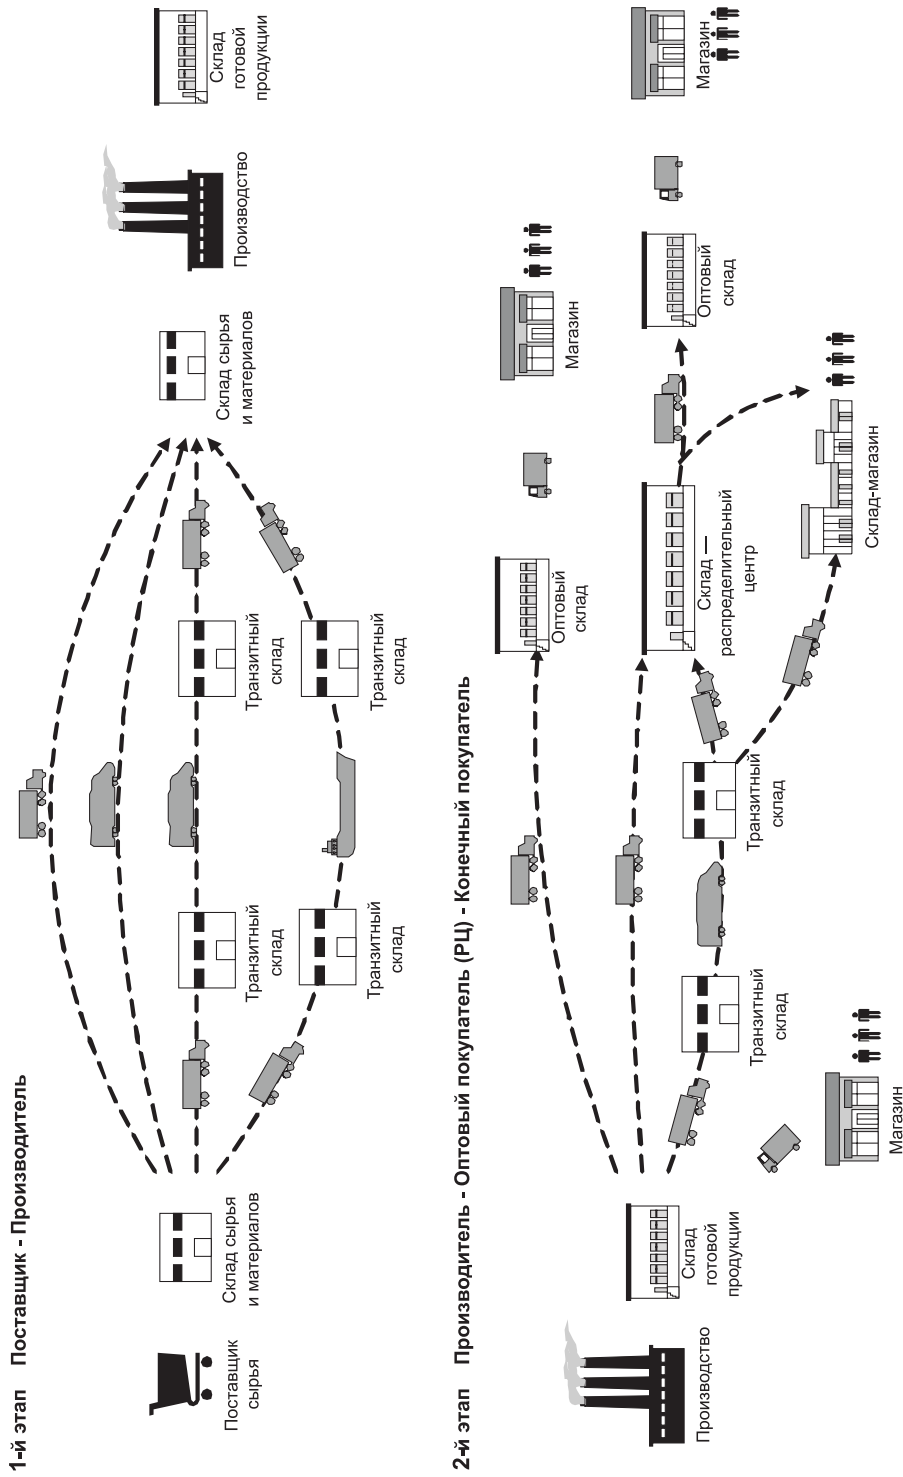 1-й этап Поставщик - Производитель
Поставщик
сырья
Склад сырья
и материалов
Транзитный
склад
Транзитный
склад
Транзитный
склад
Транзитный
склад
Склад сырья
и материалов
Производство
Склад
готовой
продукции
2-й этап Производитель - Оптовый покупатель (РЦ) - Конечный покупатель
Производство
Склад
готовой
продукции
Магазин
Транзитный
склад
Транзитный
склад
Оптовый
склад
Склад —
распределительный
центр
Склад-магазин
Магазин
Оптовый
склад
Магазин